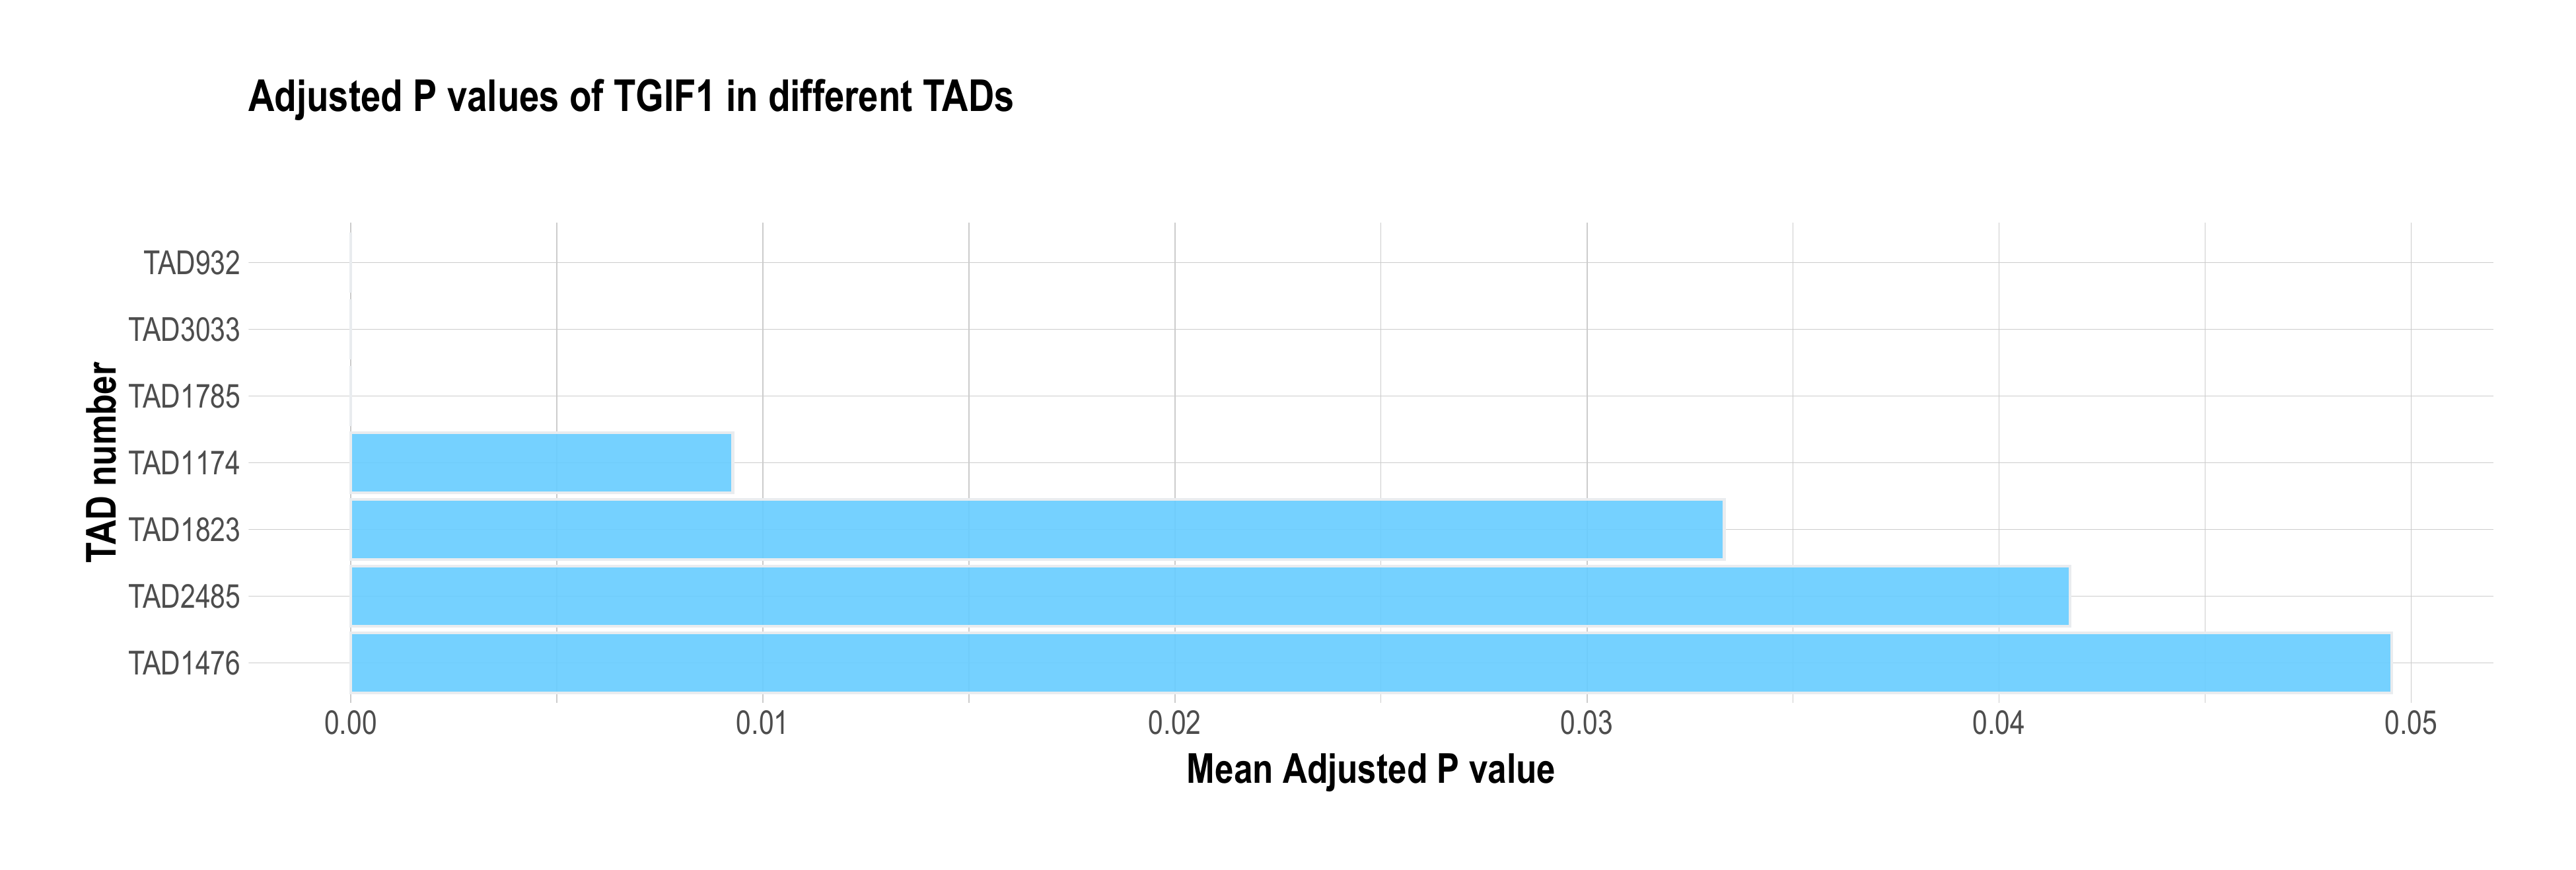 Adjusted P values of TGIF1 in different TADs
TAD number
TAD932
TAD3033
TAD1785
TAD1174
TAD1823
TAD2485
TAD1476
0.00 0.01 0.02 0.03 0.04 0.05
Mean Adjusted P value